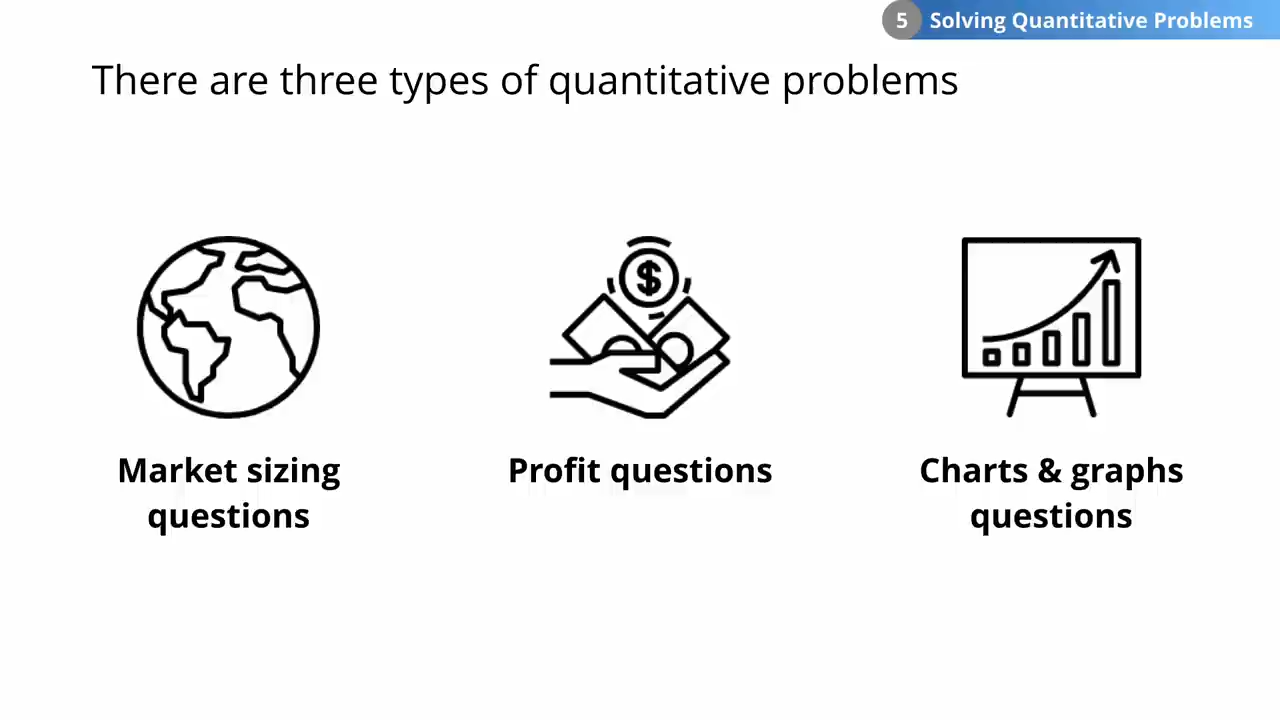 5 Solving Quantitative Problems
There are three types of quantitative problems
$
Market sizing
questions
Profit questions
Charts & graphs
questions